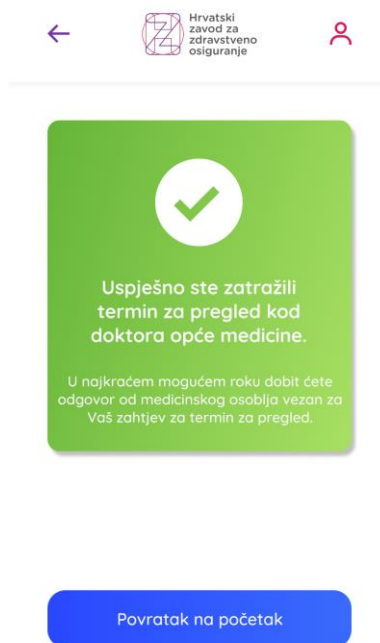 Hrvatski
zavod za
zdravstveno
osiguranje
Uspješno ste zatražili
termin za pregled kod
doktora opće medicine.
U najkraćem mogućem roku dobit ćete
odgovor od medicinskog osoblja vezan za
Vaš zahtjev za termin za pregled.
Povratak na početak